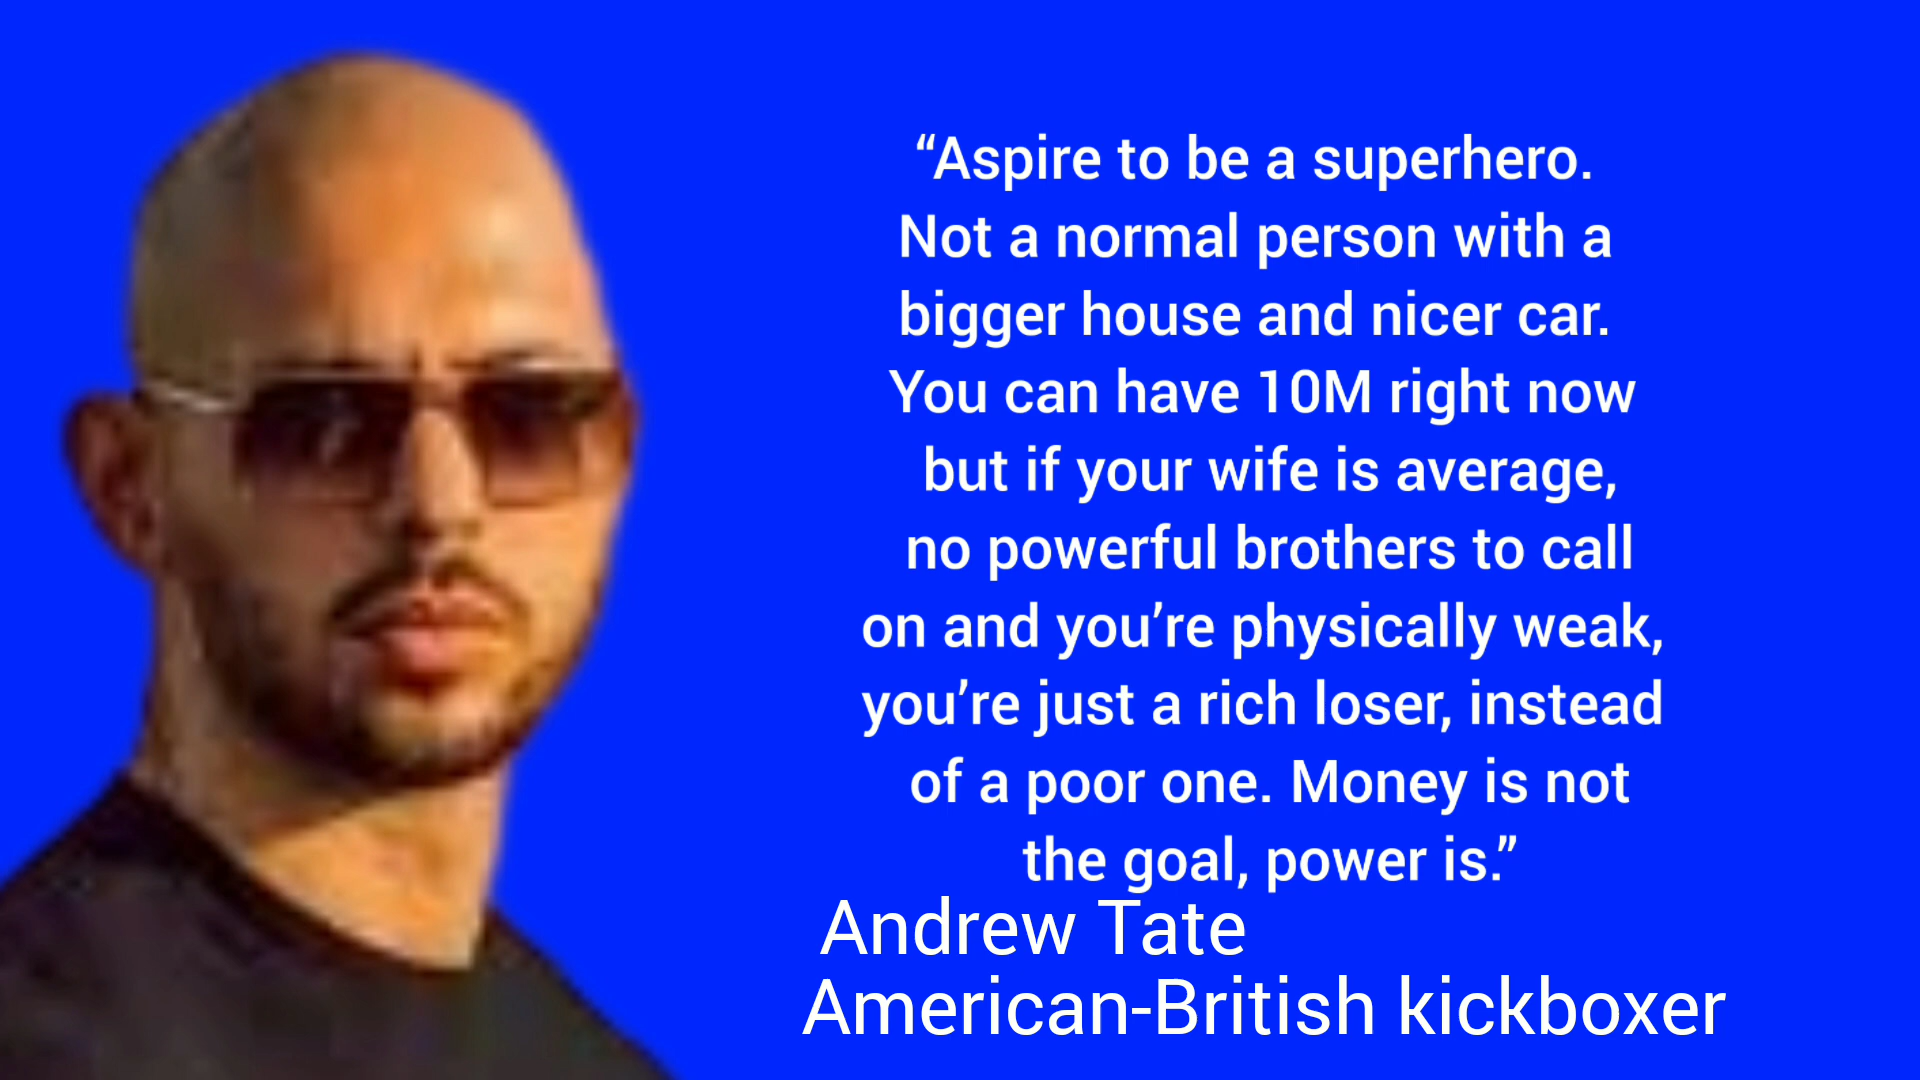 “Aspire to be a superhero.
Not a normal person with a
bigger house and nicer car.
You can have 10M right now
but if your wife is average,
no powerful brothers to call
on and you’re physically weak,
you’re just a rich loser, instead
of a poor one. Money is not
the goal, power is.”
Andrew Tate
American-British kickboxer